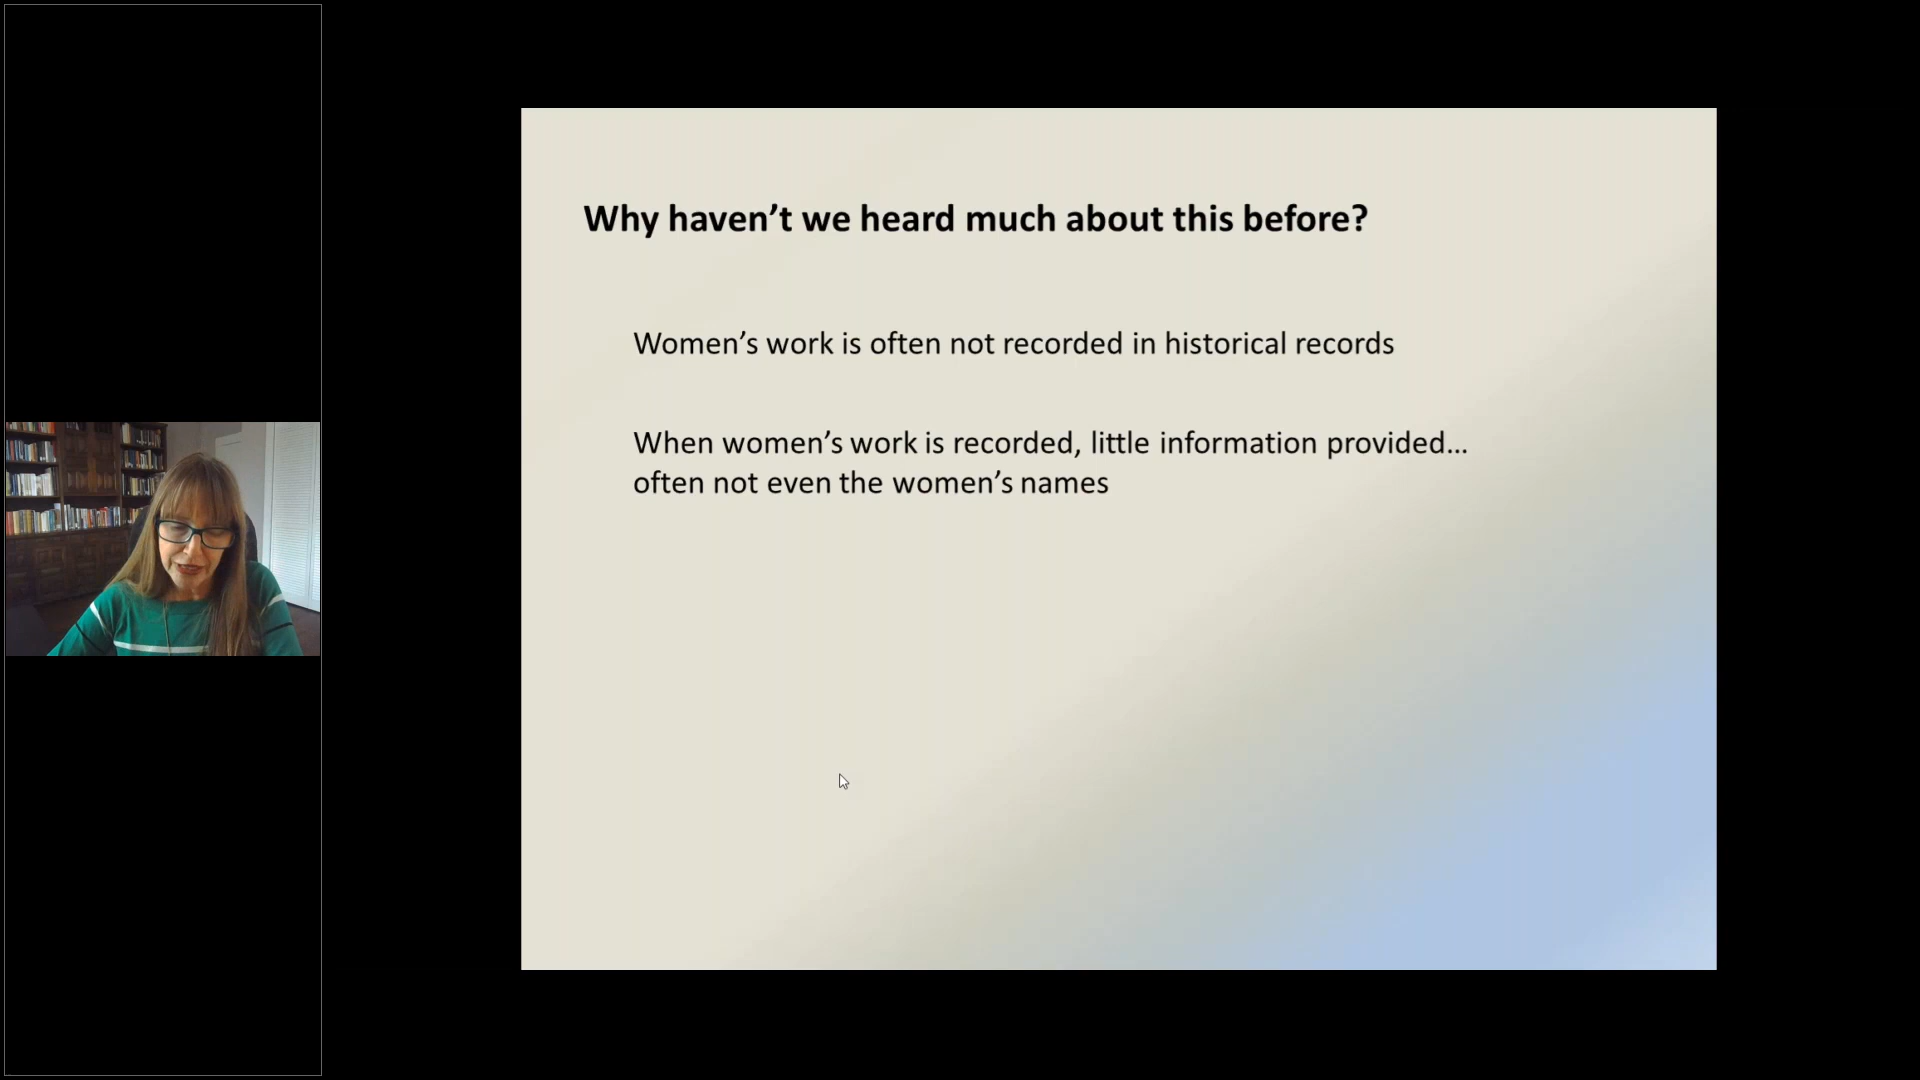 Why haven’t we heard much about this before?
Women’s work is often not recorded in historical records
When women’s work is recorded, little information provided…
often not even the women’s names